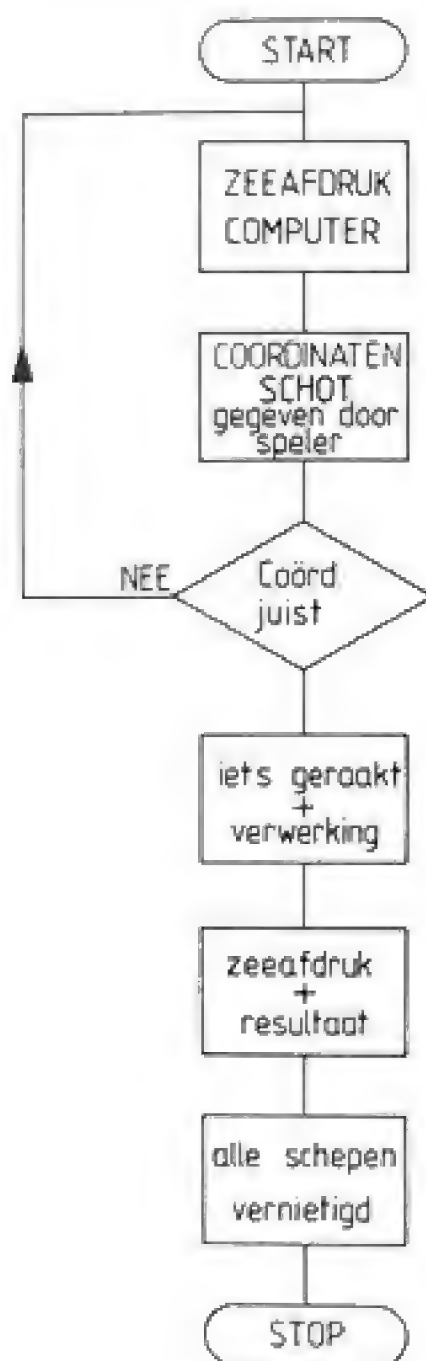 START
ZEEAFDRUK
COMPUTER
COORDINATEN
SCHOT
gegeven door
speler
NEE
Coörd
juist
iets geraakt
+
verwerking
zeeafdruk
+
resultaat
alle schepen
vernietigd
STOP